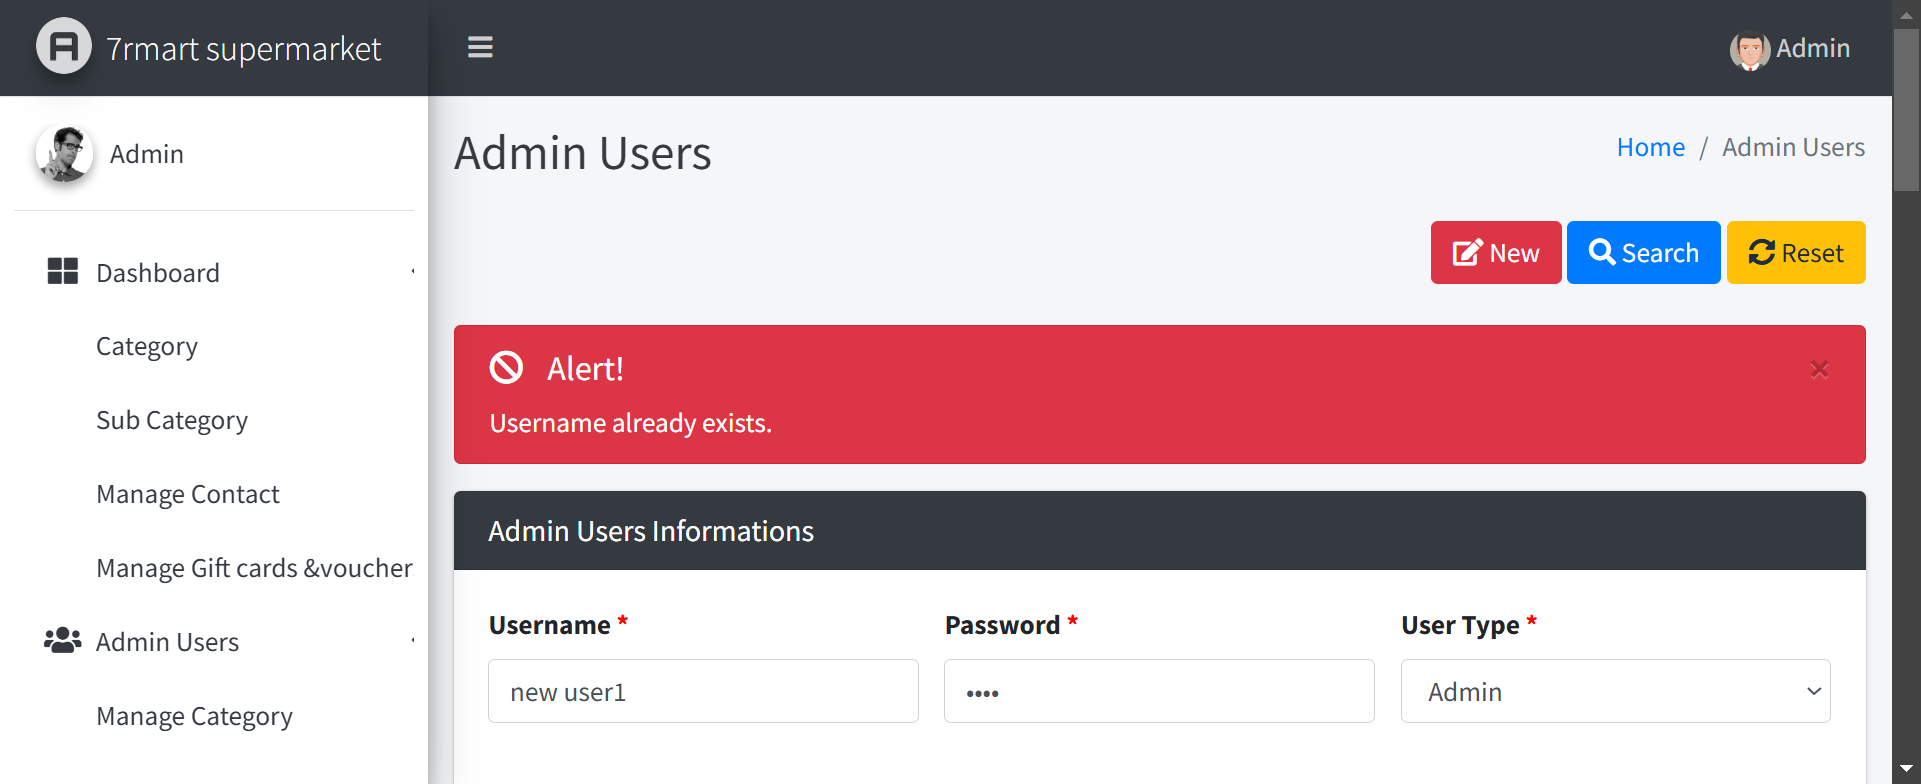 7rmart supermarket
Admin
Admin
Admin Users
Home / Admin Users
New
Search
Reset
Dashboard
Category
Sub Category
Manage Contact
Manage Gift cards &voucher
Admin Users
Manage Category
Alert!
×
Username already exists.
Admin Users Informations
Username *
Password *
User Type *
new user1
••••
Admin